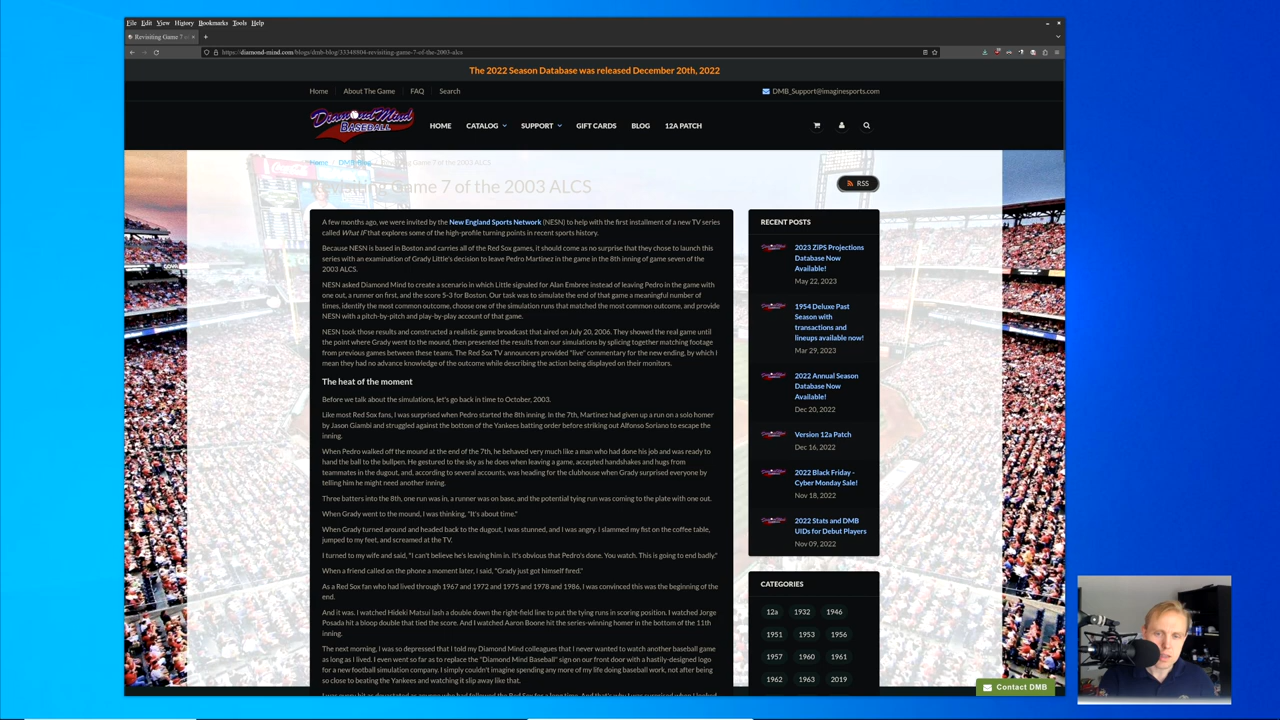 File Edit View History Bookmarks Tools Help
Revisiting Game 7 of
https://diamond-mind.com/blogs/dmb-blog/33348804-revisiting-game-7-of-the-2003-alcs
The 2022 Season Database was released December 20th, 2022
Home About The Game FAQ Search
DMB_Support@imaginesports.com
Diamond Mind
BASEBALL
HOME CATALOG SUPPORT GIFT CARDS BLOG 12A PATCH
Home / DMB Blog / Revisiting Game 7 of the 2003 ALCS
Revisiting Game 7 of the 2003 ALCS
RSS
A few months ago, we were invited by the New England Sports Network (NESN) to help with the first installment of a new TV series
called What If that explores some of the high-profile turning points in recent sports history.
Because NESN is based in Boston and carries all of the Red Sox games, it should come as no surprise that they chose to launch this
series with an examination of Grady Little's decision to leave Pedro Martinez in the game in the 8th inning of game seven of the
2003 ALCS.
NESN asked Diamond Mind to create a scenario in which Little signaled for Alan Embree instead of leaving Pedro in the game with
one out, a runner on first, and the score 5-3 for Boston. Our task was to simulate the end of that game a meaningful number of
times, identify the most common outcome, choose one of the simulation runs that matched the most common outcome, and provide
NESN with a pitch-by-pitch and play-by-play account of that game.
NESN took those results and constructed a realistic game broadcast that aired on July 20, 2006. They showed the real game until
the point where Grady went to the mound, then presented the results from our simulations by splicing together matching footage
from previous games between these teams. The Red Sox TV announcers provided "live" commentary for the new ending, by which I
mean they had no advance knowledge of the outcome while describing the action being displayed on their monitors.
The heat of the moment
Before we talk about the simulations, let's go back in time to October, 2003.
Like most Red Sox fans, I was surprised when Pedro started the 8th inning. In the 7th, Martinez had given up a run on a solo homer
by Jason Giambi and struggled against the bottom of the Yankees batting order before striking out Alfonso Soriano to escape the
inning.
When Pedro walked off the mound at the end of the 7th, he behaved very much like a man who had done his job and was ready to
hand the ball to the bullpen. He gestured to the sky as he does when leaving a game, accepted handshakes and hugs from
teammates in the dugout, and, according to several accounts, was heading for the clubhouse when Grady surprised everyone by
telling him he might need another inning.
Three batters into the 8th, one run was in, a runner was on base, and the potential tying run was coming to the plate with one out.
When Grady went to the mound, I was thinking, "It's about time."
When Grady turned around and headed back to the dugout, I was stunned, and I was angry. I slammed my fist on the coffee table,
jumped to my feet, and screamed at the TV.
I turned to my wife and said, "I can't believe he's leaving him in. It's obvious that Pedro's done. You watch. This is going to end badly."
When a friend called on the phone a moment later, I said, "Grady just got himself fired."
As a Red Sox fan who had lived through 1967 and 1972 and 1975 and 1978 and 1986, I was convinced this was the beginning of the
end.
And it was. I watched Hideki Matsui lash a double down the right-field line to put the tying runs in scoring position. I watched Jorge
Posada hit a bloop double that tied the score. And I watched Aaron Boone hit the series-winning homer in the bottom of the 11th
inning.
The next morning, I was so depressed that I told my Diamond Mind colleagues that I never wanted to watch another baseball game
as long as I lived. I even went so far as to replace the "Diamond Mind Baseball" sign on our front door with a hastily-designed logo
for a new football simulation company. I simply couldn't imagine spending any more of my life doing baseball work, not after being
so close to beating the Yankees and watching it slip away like that.
RECENT POSTS
2023 ZiPS Projections
Database Now
Available!
May 22, 2023
1954 Deluxe Past
Season with
transactions and
lineups available now!
Mar 29, 2023
2022 Annual Season
Database Now
Available!
Dec 20, 2022
Version 12a Patch
Dec 16, 2022
2022 Black Friday -
Cyber Monday Sale!
Nov 18, 2022
2022 Stats and DMB
UIDs for Debut Players
Nov 09, 2022
CATEGORIES
12a 1932 1946
1951 1953 1956
1957 1960 1961
1962 1963 2019
Contact DMB